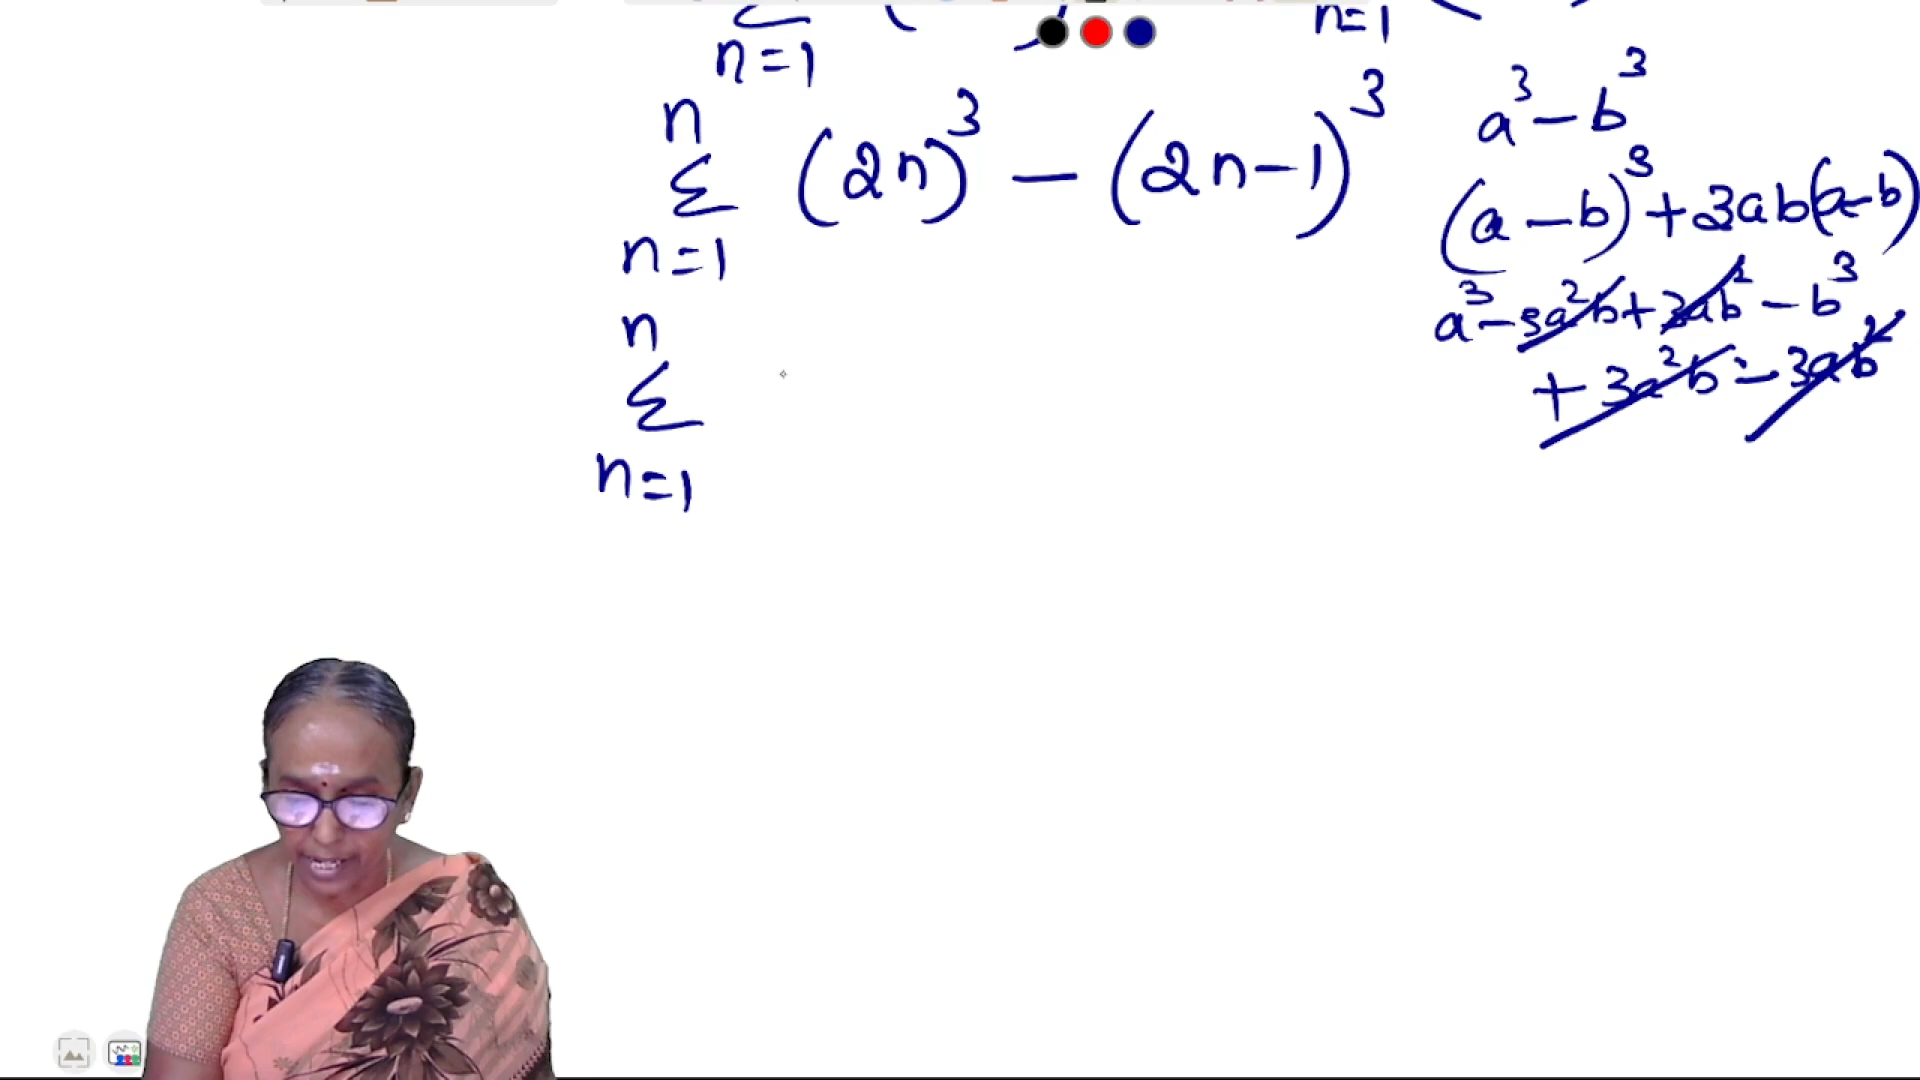 n=1
n=1
n
Σ (2n)³ − (2n−1)³
n=1
n
Σ
n=1
a³ − b³
(a − b)³ + 3ab(a−b)
a³ − 3a²b + 3ab² − b³
+ 3a²b − 3ab²